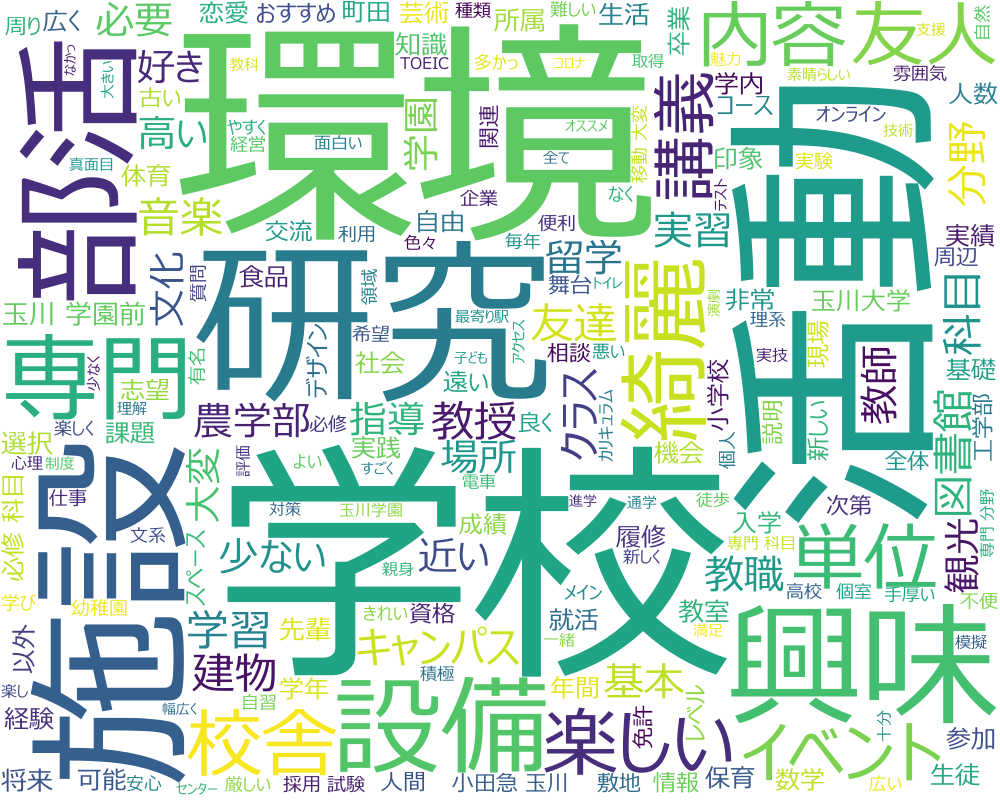 周り
広く
必要
恋愛
おすすめ
町田
芸術
種類
所属
難しい
生活
卒業
内容
友人
支援
自然
なかっ
大きい
部活
好き
教科
環境
知識
TOEIC
多かっ
コロナ
取得
魅力
素晴らしい
雰囲気
古い
高い
やすく
経営
面白い
学園
関連
オススメ
移動 大変
講義
学内
コース
オンライン
人数
真面目
体育
音楽
全て
企業
なく
テスト
印象
実験
技術
分野
動
活
交流
利用
自由
色々
便利
毎年
実習
実績
周辺
文化
質問
食品
領域
研究
留学
舞台
トイレ
綺麗
演劇
非常
理系
玉川大学
科目
玉川 学園前
希望
最寄り駅
アクセス
友達
現場
少なく
専門
有名
デザイン
社会
遠い
子ども
相談
悪い
小学校
実技
教師
基礎
志望
理解
課題
農学部
必修
指導
教授
良く
クラス
カリキュラム
機会
個人
説明
新しい
図書館
工学部
選択
楽しく
心理
制度
仕事
文系
大変
評価
実践
よい
すごく
場所
電車
全体
施設
必修 科目
スペース
対策
玉川学園
学校
進学
通学
徒歩
入学
次第
専門 分野
少ない
親身
成績
近い
履修
新しく
専門 科目
単位
観光
学び
幼稚園
学習
先輩
きれい
資格
メイン
就活
教職
教室
満足
高校
個室
手厚い
不便
以外
建物
キャンパス
積極
一緒
興味
模擬
楽し
幅広く
経験
校舎
自習
学年
設備
楽しい
年間
基本
免許
レベル
イベント
十分
参加
将来
可能
安心
センター
厳しい
採用 試験
人間
小田急
玉川
敷地
情報
保育
数学
広い
生徒